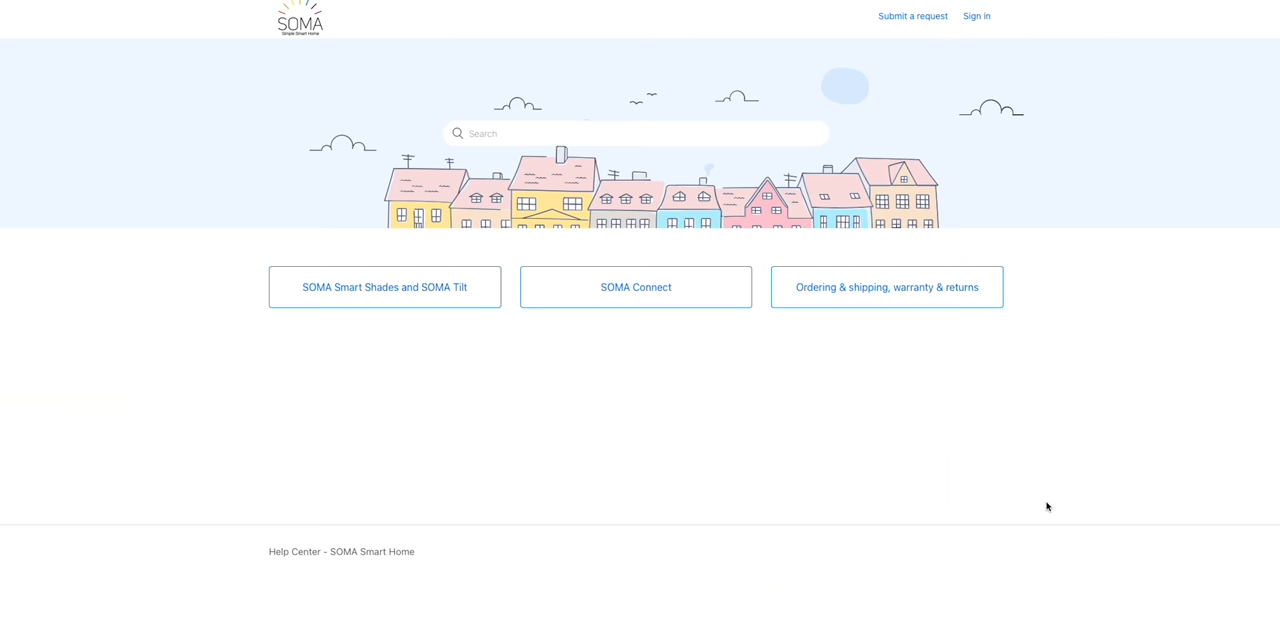 SOMA
Simple Smart Home
Submit a request
Sign in
Search
SOMA Smart Shades and SOMA Tilt
SOMA Connect
Ordering & shipping, warranty & returns
Help Center - SOMA Smart Home